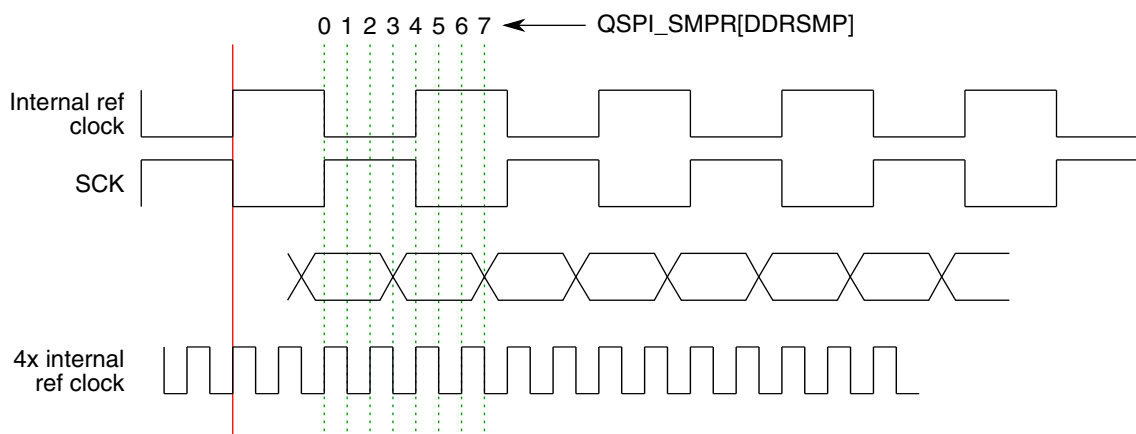 0 1 2 3 4 5 6 7 QSPI_SMPR[DDRSMP]
Internal ref
clock
SCK
4x internal
ref clock